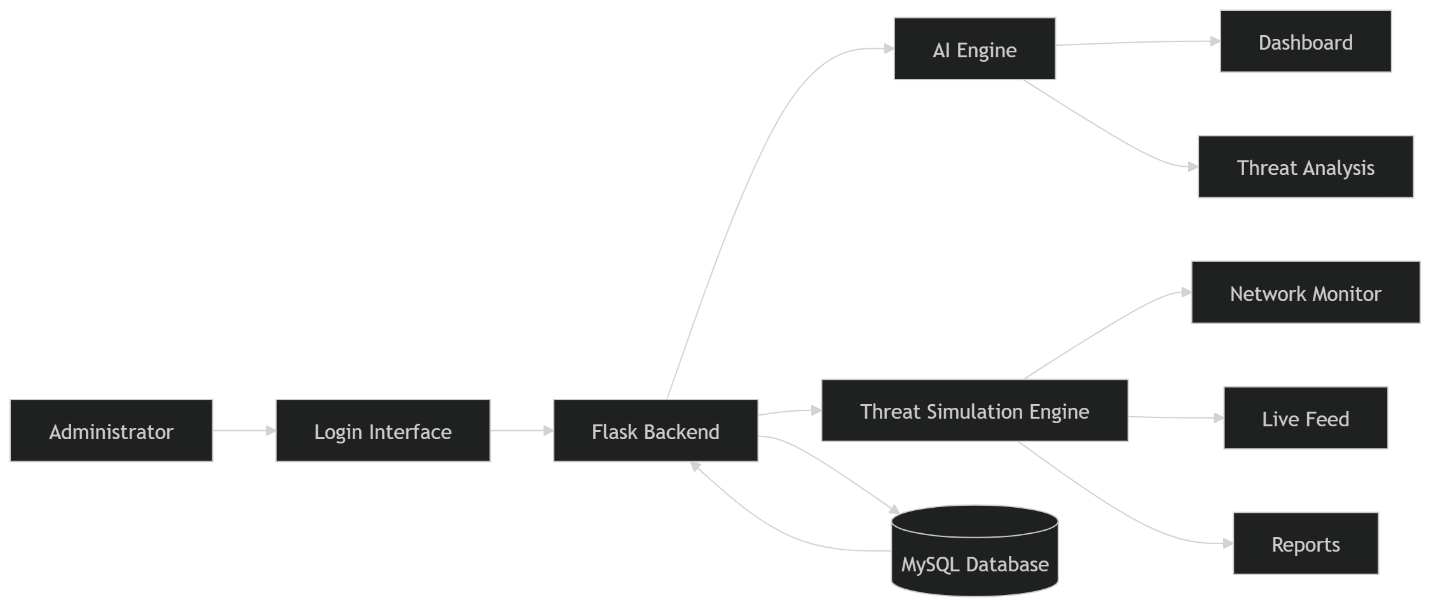 AI Engine
Dashboard
Threat Analysis
Network Monitor
Administrator
Login Interface
Flask Backend
Threat Simulation Engine
Live Feed
MySQL Database
Reports